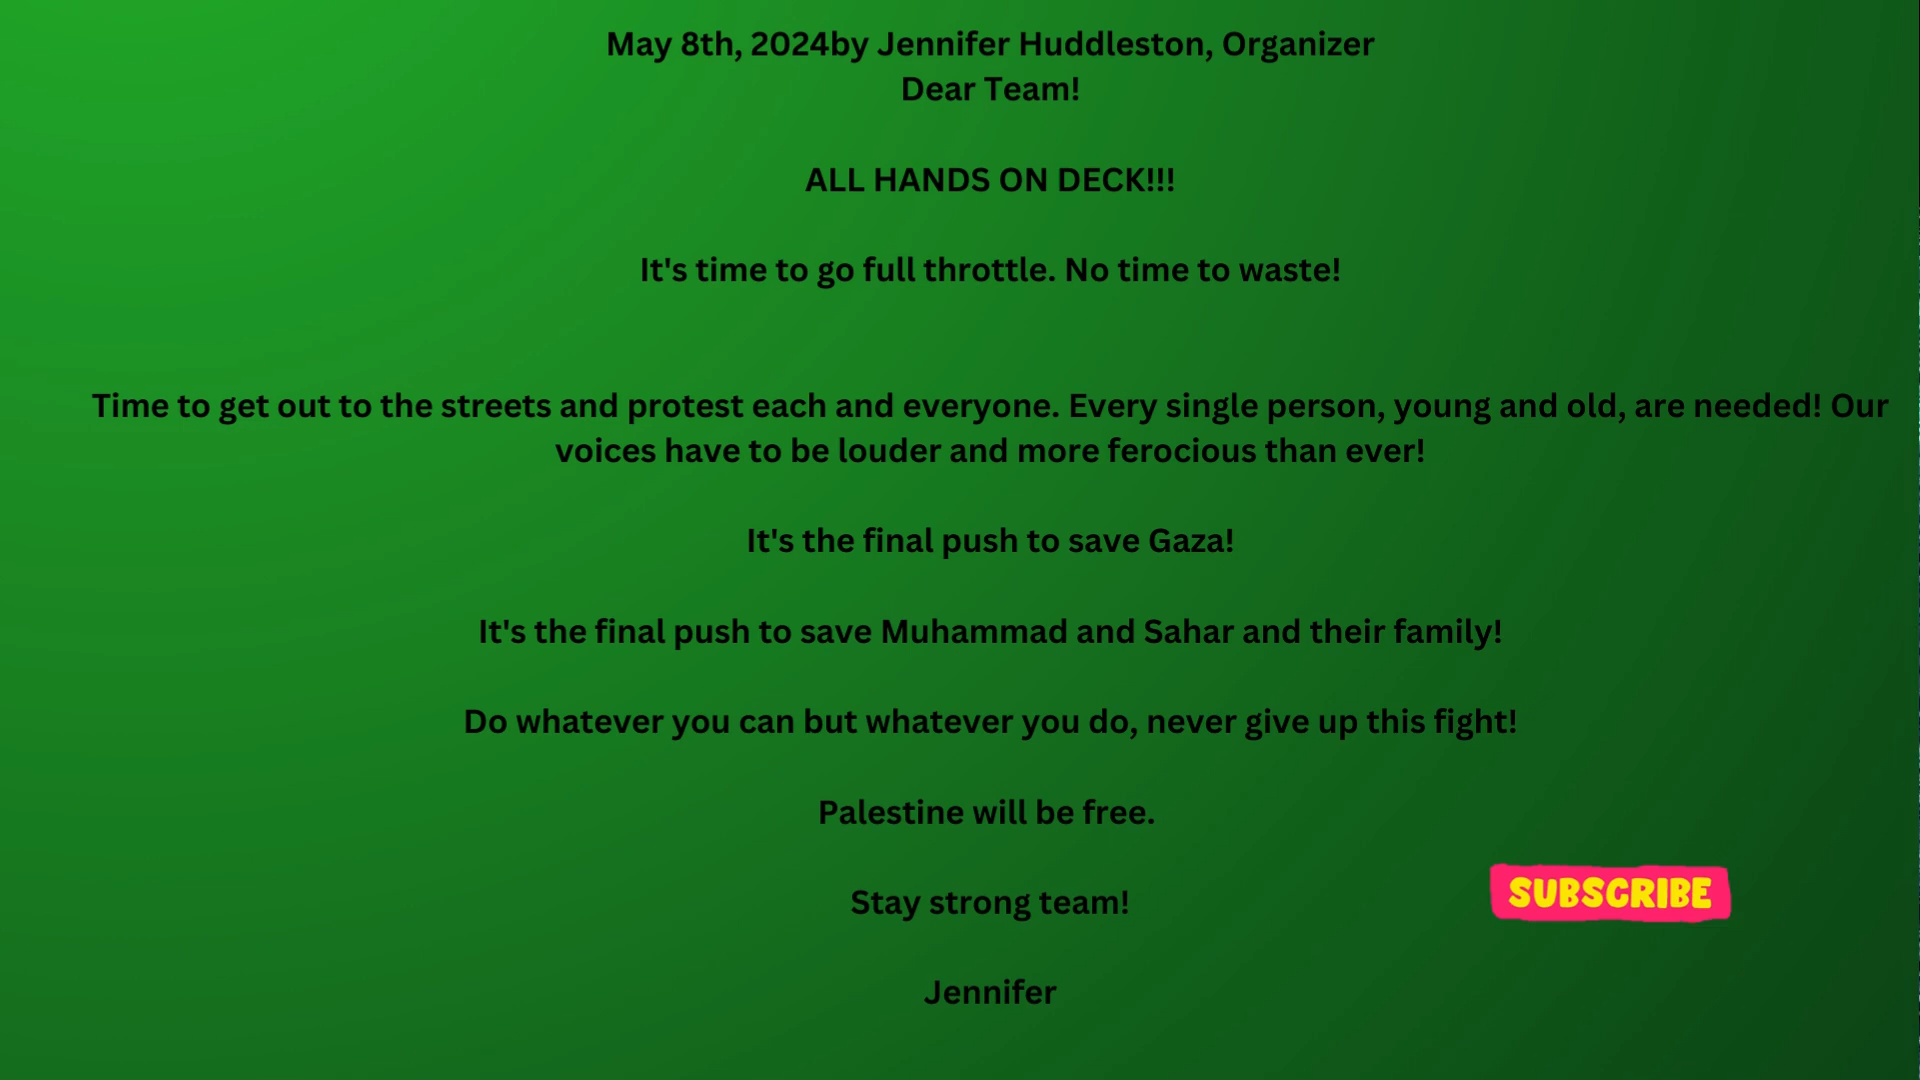 May 8th, 2024by Jennifer Huddleston, Organizer
Dear Team!
ALL HANDS ON DECK!!!
It's time to go full throttle. No time to waste!
Time to get out to the streets and protest each and everyone. Every single person, young and old, are needed! Our
voices have to be louder and more ferocious than ever!
It's the final push to save Gaza!
It's the final push to save Muhammad and Sahar and their family!
Do whatever you can but whatever you do, never give up this fight!
Palestine will be free.
SUBSCRIBE
Stay strong team!
Jennifer